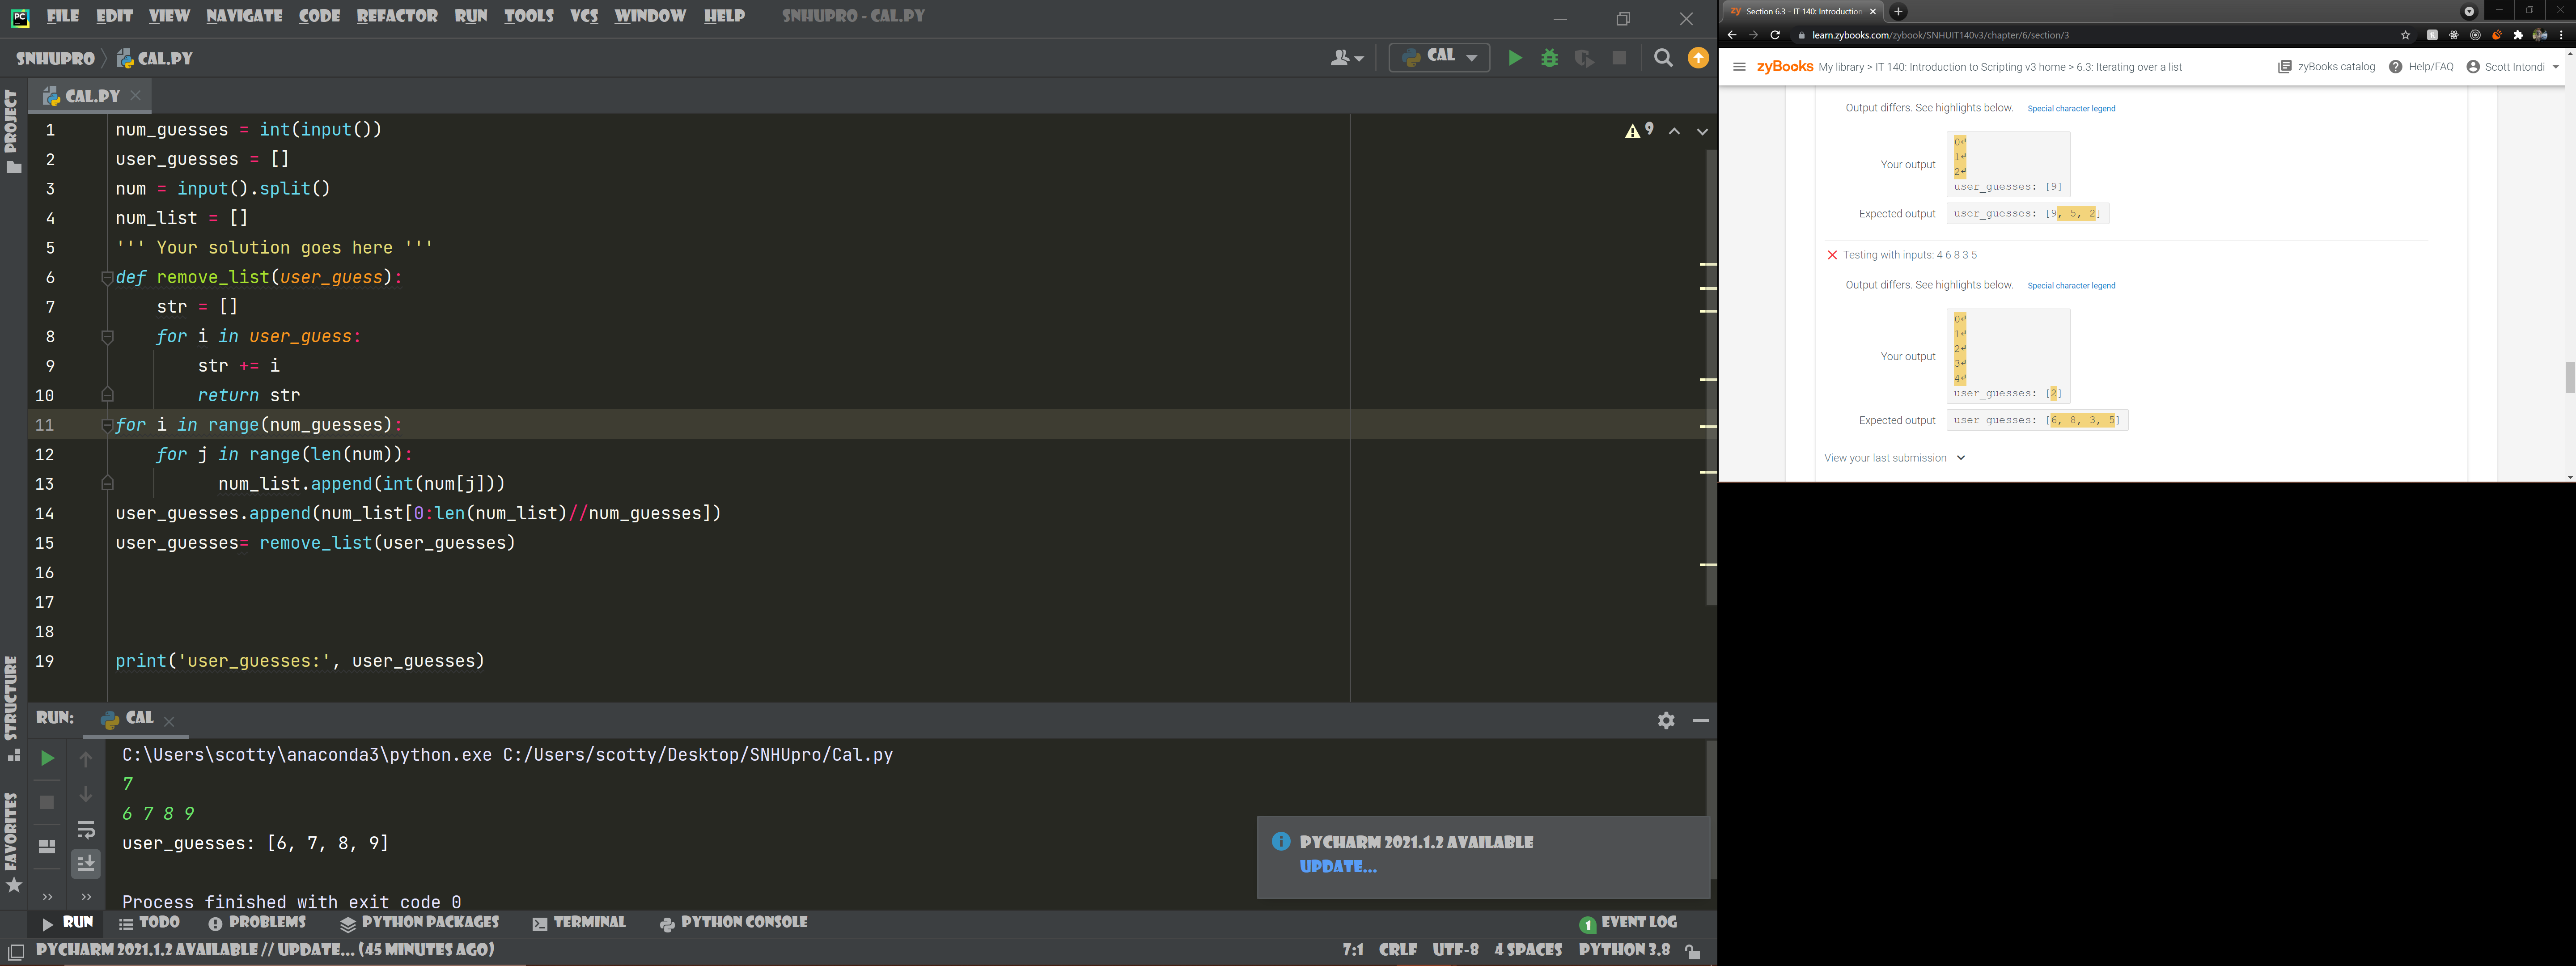 FILE EDIT VIEW NAVIGATE CODE REFACTOR RUN TOOLS VCS WINDOW HELP SNHUPRO - CAL.PY
SNHUPRO CAL.PY
CAL
CAL.PY
PROJECT
1 num_guesses = int(input())
2 user_guesses = []
3 num = input().split()
4 num_list = []
5 ''' Your solution goes here '''
6 def remove_list(user_guess):
7 str = []
8 for i in user_guess:
9 str += i
10 return str
11 for i in range(num_guesses):
12 for j in range(len(num)):
13 num_list.append(int(num[j]))
14 user_guesses.append(num_list[0:len(num_list)//num_guesses])
15 user_guesses= remove_list(user_guesses)
16
17
18
19 print('user_guesses:', user_guesses)
9
STRUCTURE
FAVORITES
RUN: CAL
C:\Users\scotty\anaconda3\python.exe C:/Users/scotty/Desktop/SNHUpro/Cal.py
7
6 7 8 9
user_guesses: [6, 7, 8, 9]
Process finished with exit code 0
PYCHARM 2021.1.2 AVAILABLE
UPDATE...
RUN TODO PROBLEMS PYTHON PACKAGES TERMINAL PYTHON CONSOLE 1 EVENT LOG
PYCHARM 2021.1.2 AVAILABLE // UPDATE... (45 MINUTES AGO) 7:1 CRLF UTF-8 4 SPACES PYTHON 3.8
zy Section 6.3 - IT 140: Introduction
learn.zybooks.com/zybook/SNHUIT140v3/chapter/6/section/3
zyBooks My library > IT 140: Introduction to Scripting v3 home > 6.3: Iterating over a list zyBooks catalog Help/FAQ Scott Intondi
Output differs. See highlights below. Special character legend
Your output
0↵
1↵
2↵
user_guesses: [9]
Expected output user_guesses: [9, 5, 2]
Testing with inputs: 4 6 8 3 5
Output differs. See highlights below. Special character legend
Your output
0↵
1↵
2↵
3↵
4↵
user_guesses: [2]
Expected output user_guesses: [6, 8, 3, 5]
View your last submission